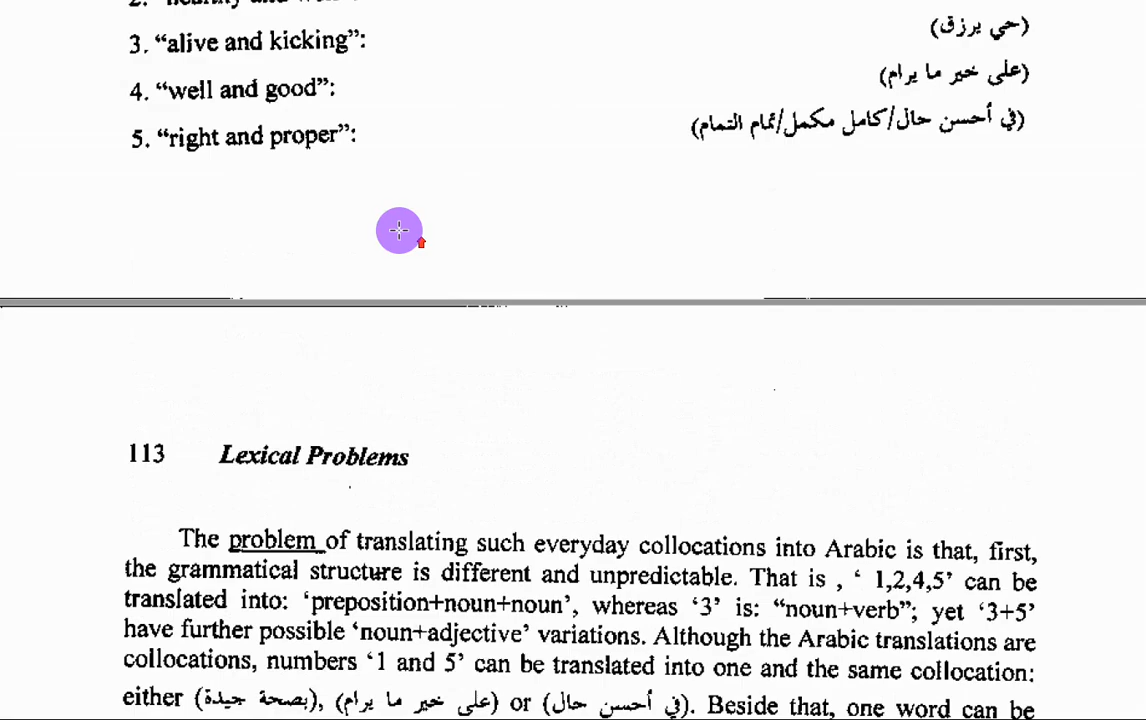 3. “alive and kicking”: (حي يرزق)
4. “well and good”: (على خير ما يرام)
5. “right and proper”: (في أحسن حال/كامل مكمل/تمام التمام)
113 Lexical Problems
The problem of translating such everyday collocations into Arabic is that, first,
the grammatical structure is different and unpredictable. That is , ‘ 1,2,4,5’ can be
translated into: ‘preposition+noun+noun’, whereas ‘3’ is: “noun+verb”; yet ‘3+5’
have further possible ‘noun+adjective’ variations. Although the Arabic translations are
collocations, numbers ‘1 and 5’ can be translated into one and the same collocation:
either (بصحة جيدة), (على خير ما يرام) or (في أحسن حال). Beside that, one word can be